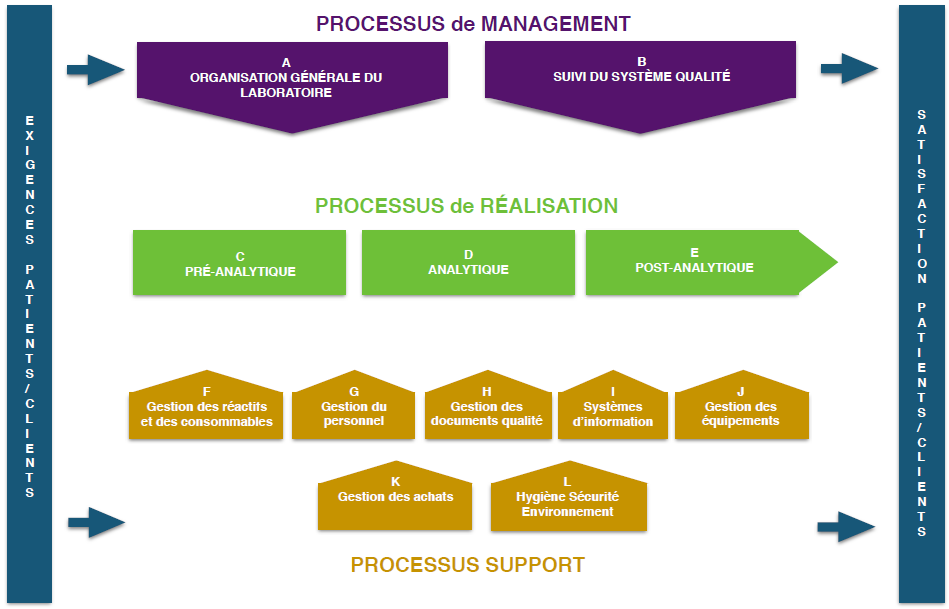 PROCESSUS de MANAGEMENT
A
ORGANISATION GÉNÉRALE DU
LABORATOIRE
B
SUIVI DU SYSTÈME QUALITÉ
EXIGENCES PATIENTS/CLIENTS
SATISFACTION PATIENTS/CLIENTS
PROCESSUS de RÉALISATION
C
PRÉ-ANALYTIQUE
D
ANALYTIQUE
E
POST-ANALYTIQUE
F
Gestion des réactifs
et des consommables
G
Gestion du
personnel
H
Gestion des
documents qualité
I
Systèmes
d'information
J
Gestion des
équipements
K
Gestion des achats
L
Hygiène Sécurité
Environnement
PROCESSUS SUPPORT